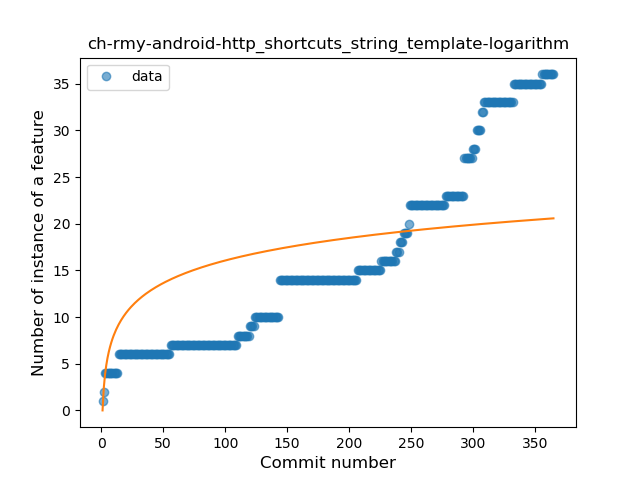 ch-rmy-android-http_shortcuts_string_template-logarithm
data
Number of instance of a feature
35
30
25
20
15
10
5
0
0 50 100 150 200 250 300 350
Commit number